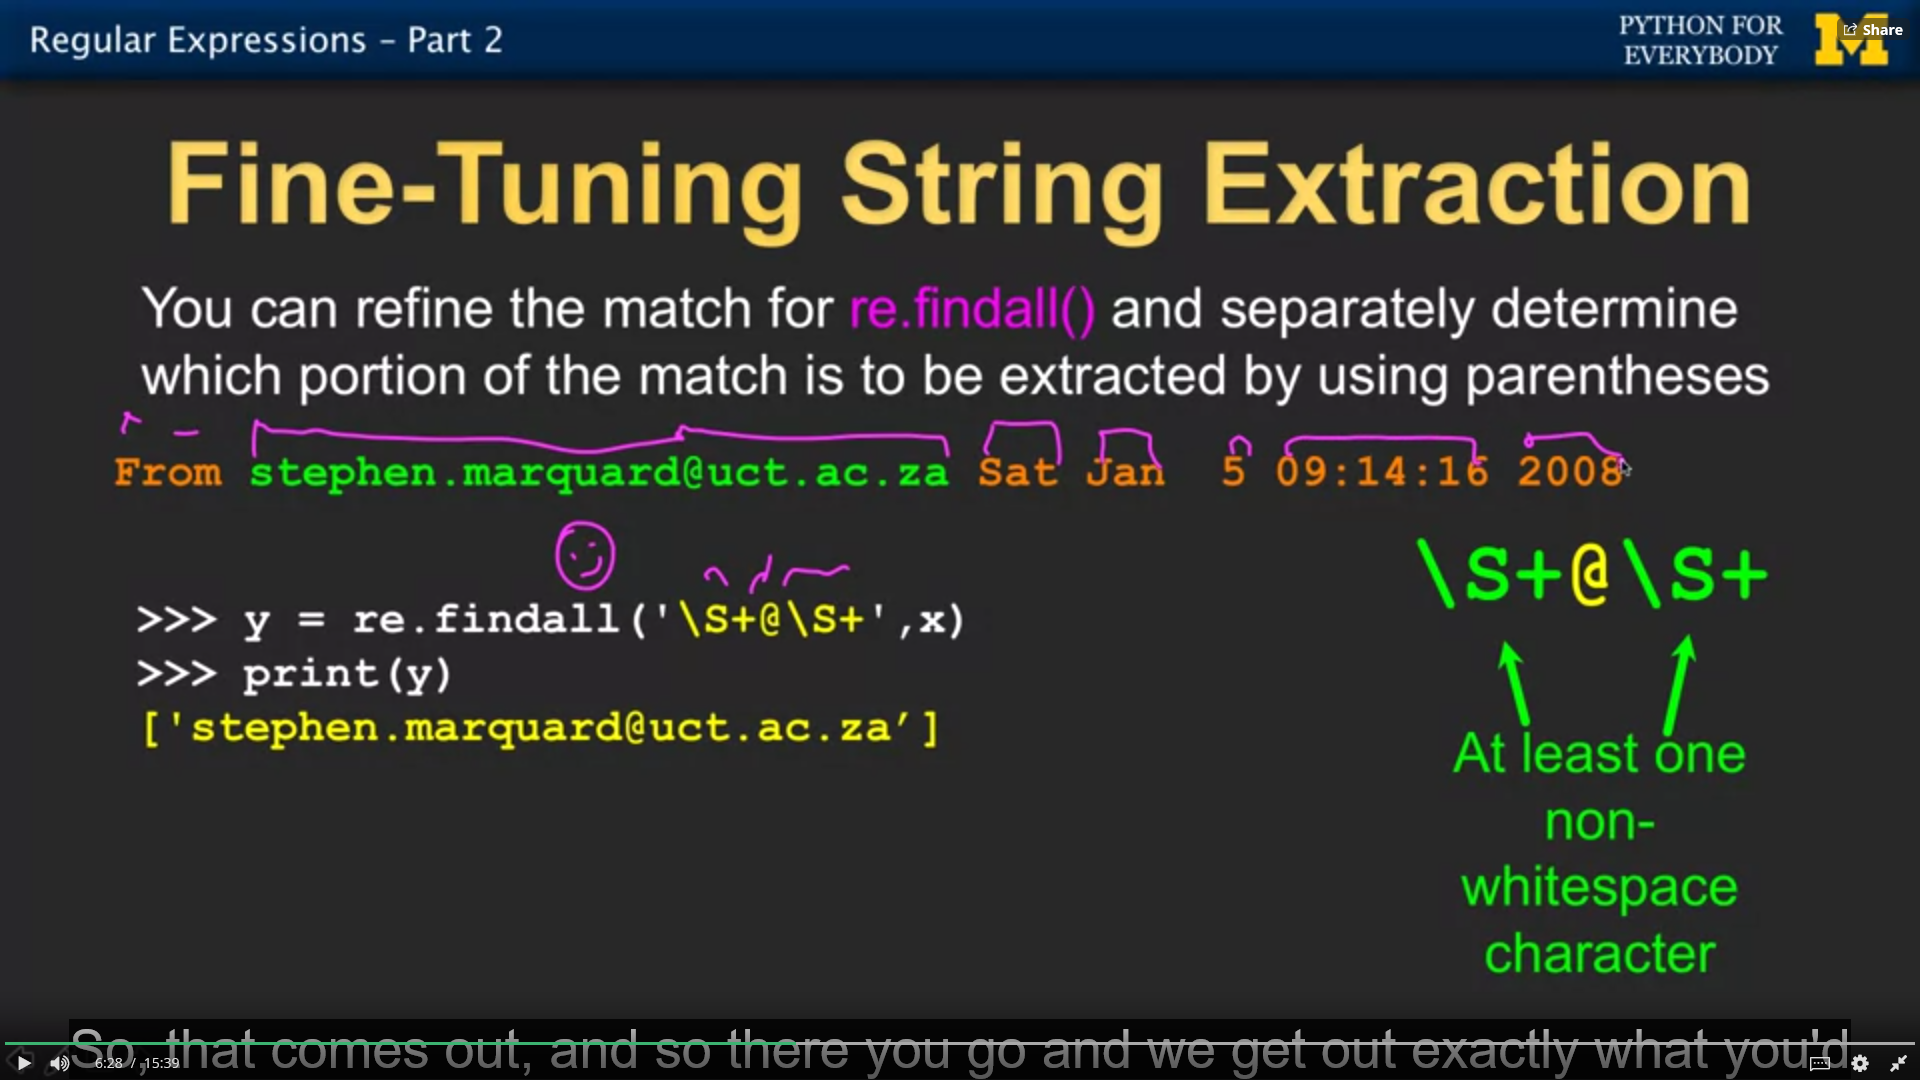 Regular Expressions – Part 2
PYTHON FOR
EVERYBODY
Share
Fine-Tuning String Extraction
You can refine the match for re.findall() and separately determine
which portion of the match is to be extracted by using parentheses
From stephen.marquard@uct.ac.za Sat Jan  5 09:14:16 2008
\S+@\S+
>>> y = re.findall('\S+@\S+',x)
>>> print(y)
['stephen.marquard@uct.ac.za’]
At least one
non-
whitespace
character
So, that comes out, and so there you go and we get out exactly what you'd
6:28 / 15:39